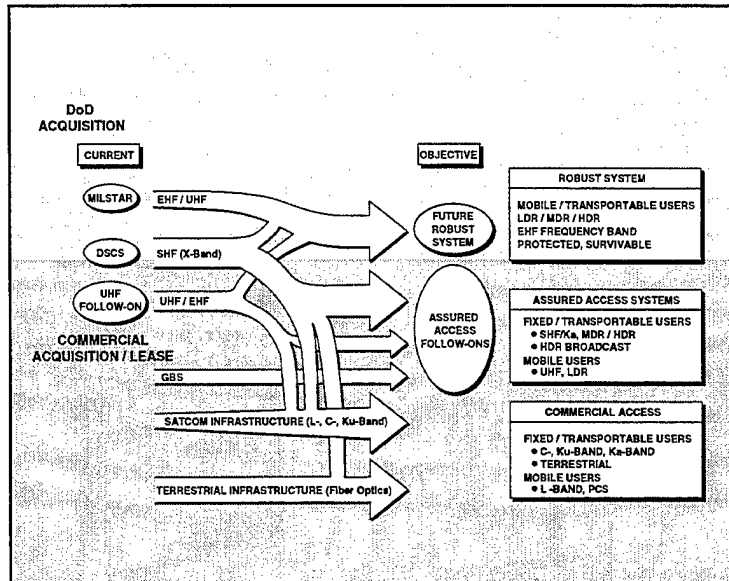 DoD
ACQUISITION
CURRENT
OBJECTIVE
MILSTAR
EHF / UHF
DSCS
SHF (X-Band)
UHF
FOLLOW-ON
UHF / EHF
COMMERCIAL
ACQUISITION / LEASE
GBS
SATCOM INFRASTRUCTURE (L-, C-, Ku-Band)
TERRESTRIAL INFRASTRUCTURE (Fiber Optics)
FUTURE
ROBUST
SYSTEM
ASSURED
ACCESS
FOLLOW-ONS
ROBUST SYSTEM
MOBILE / TRANSPORTABLE USERS
LDR / MDR / HDR
EHF FREQUENCY BAND
PROTECTED, SURVIVABLE
ASSURED ACCESS SYSTEMS
FIXED / TRANSPORTABLE USERS
● SHF/Ka, MDR / HDR
● HDR BROADCAST
MOBILE USERS
● UHF, LDR
COMMERCIAL ACCESS
FIXED / TRANSPORTABLE USERS
● C-, Ku-BAND, Ka-BAND
● TERRESTRIAL
MOBILE USERS
● L-BAND, PCS